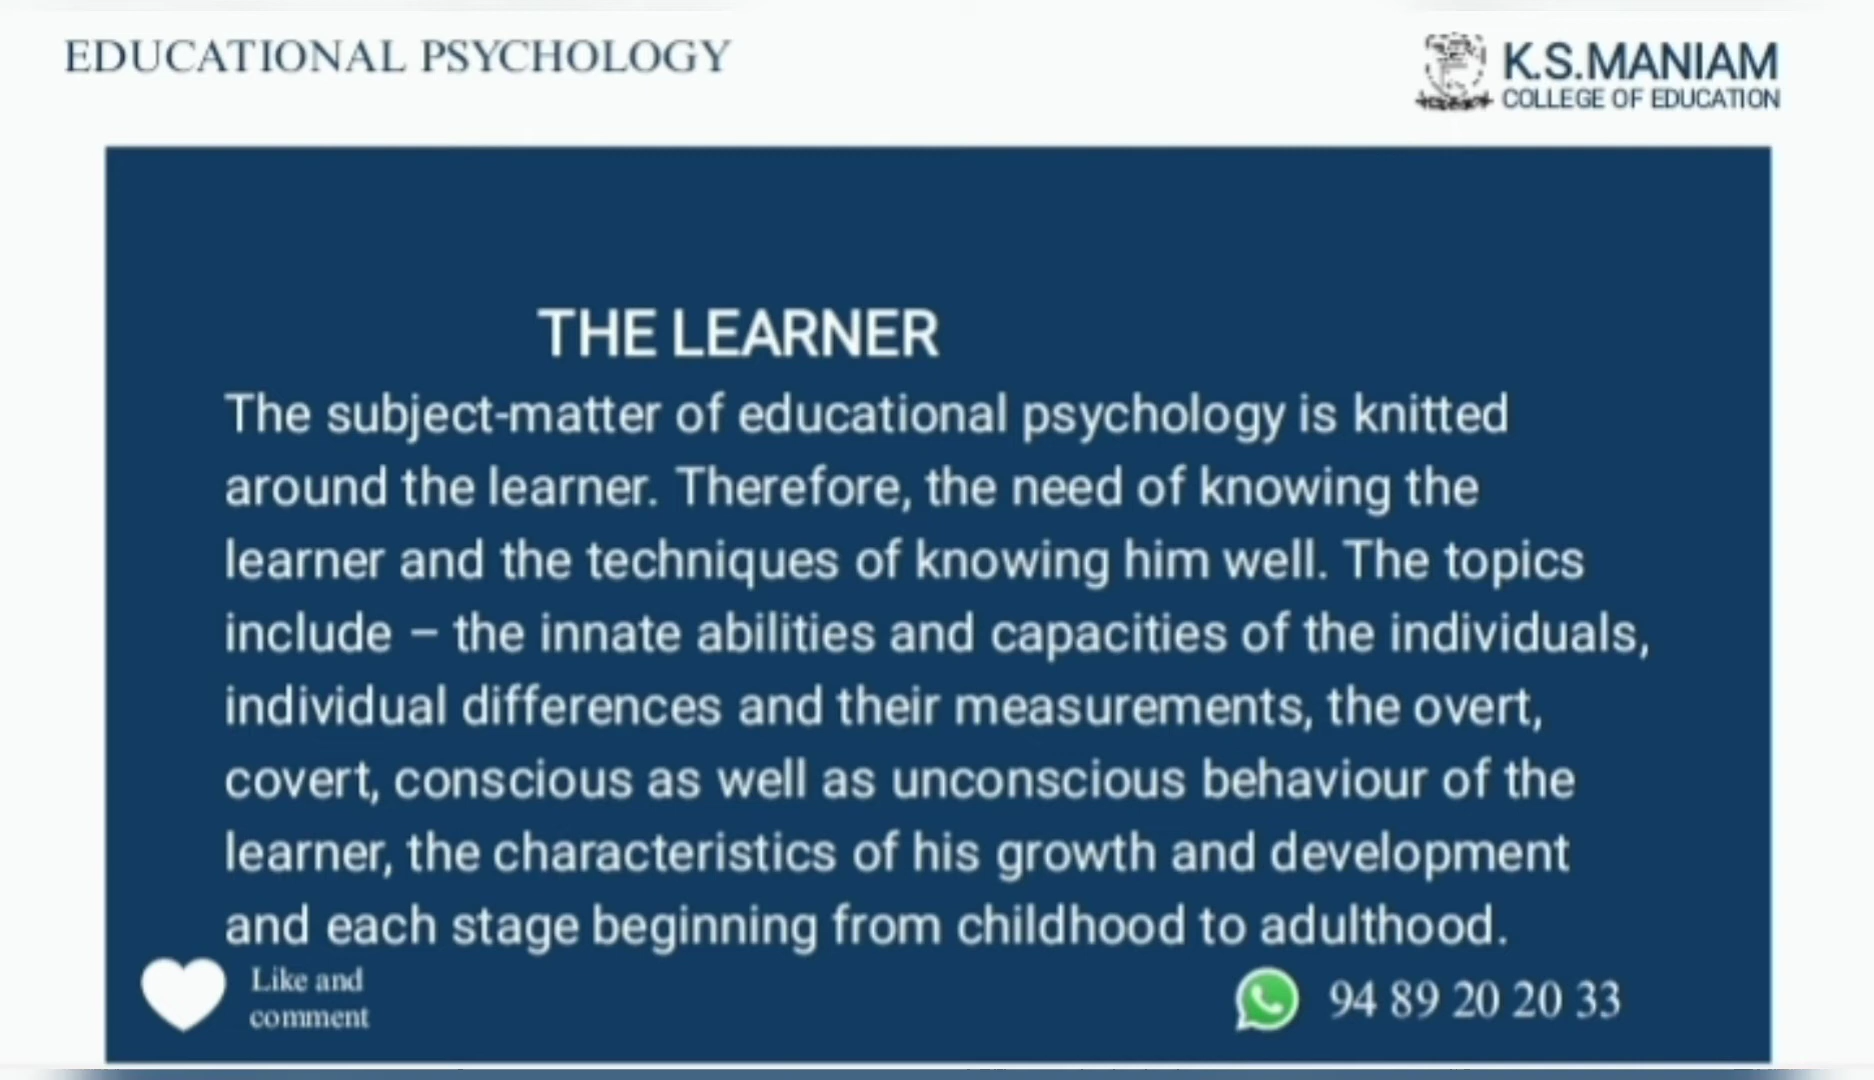 EDUCATIONAL PSYCHOLOGY
K.S.MANIAM
COLLEGE OF EDUCATION
THE LEARNER
The subject-matter of educational psychology is knitted
around the learner. Therefore, the need of knowing the
learner and the techniques of knowing him well. The topics
include – the innate abilities and capacities of the individuals,
individual differences and their measurements, the overt,
covert, conscious as well as unconscious behaviour of the
learner, the characteristics of his growth and development
and each stage beginning from childhood to adulthood.
Like and
comment
94 89 20 20 33